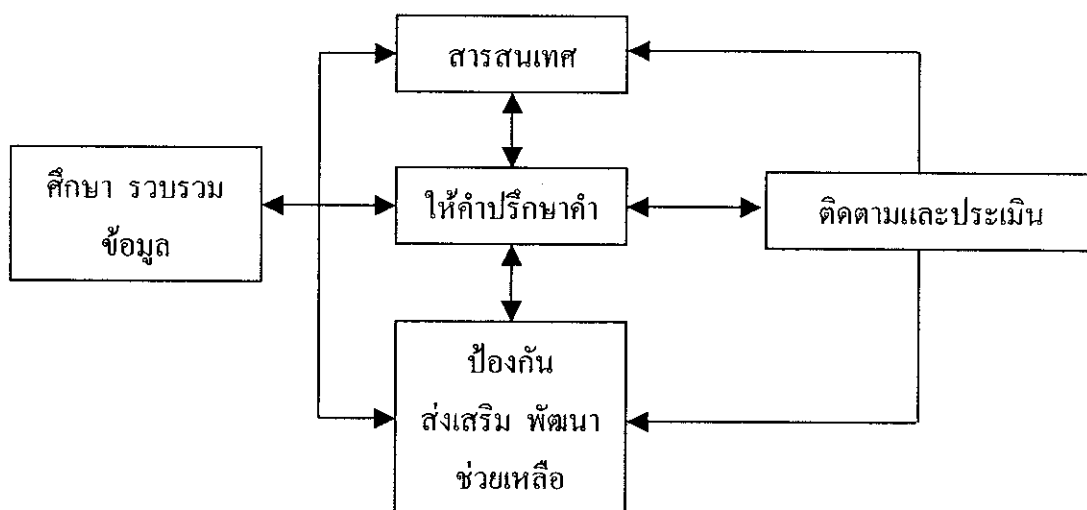 สารสนเทศ
ศึกษา รวบรวม
ข้อมูล
ให้คำปรึกษาคำ
ติดตามและประเมิน
ป้องกัน
ส่งเสริม พัฒนา
ช่วยเหลือ